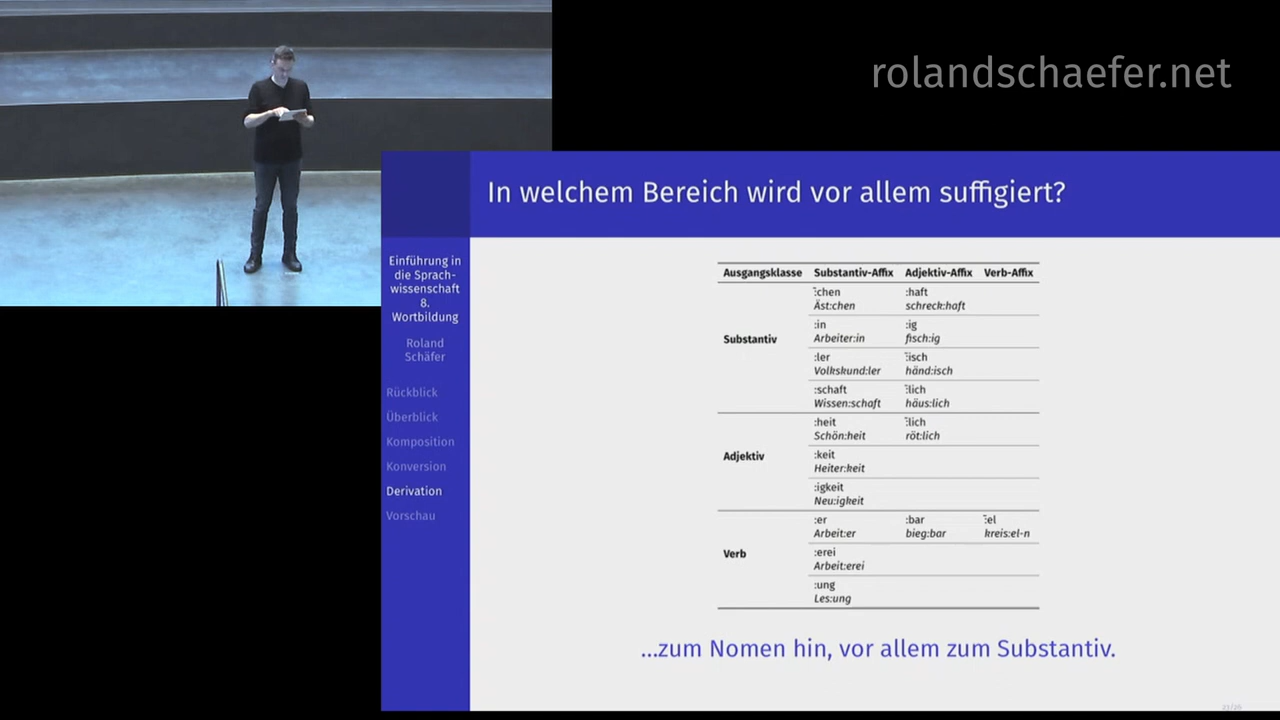 rolandschaefer.net
In welchem Bereich wird vor allem suffigiert?
Einführung in
die Sprach-
wissenschaft
8.
Wortbildung
Roland
Schäfer
Rückblick
Überblick
Komposition
Konversion
Derivation
Vorschau
Ausgangsklasse Substantiv-Affix Adjektiv-Affix Verb-Affix
:chen :haft
Äst:chen schreck:haft
:in :ig
Arbeiter:in fisch:ig
Substantiv
:ler :isch
Volkskund:ler händ:isch
:schaft :lich
Wissen:schaft häus:lich
:heit :lich
Schön:heit röt:lich
:keit
Adjektiv
Heiter:keit
:igkeit
Neu:igkeit
:er :bar :el
Arbeit:er bieg:bar kreis:el-n
:erei
Verb
Arbeit:erei
:ung
Les:ung
...zum Nomen hin, vor allem zum Substantiv.
23/26